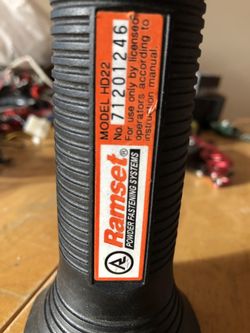 MODEL HD22
No. 71201246
For use only by licensed
operators according to
instruction manual.
Ramset®
POWDER FASTENING SYSTEMS